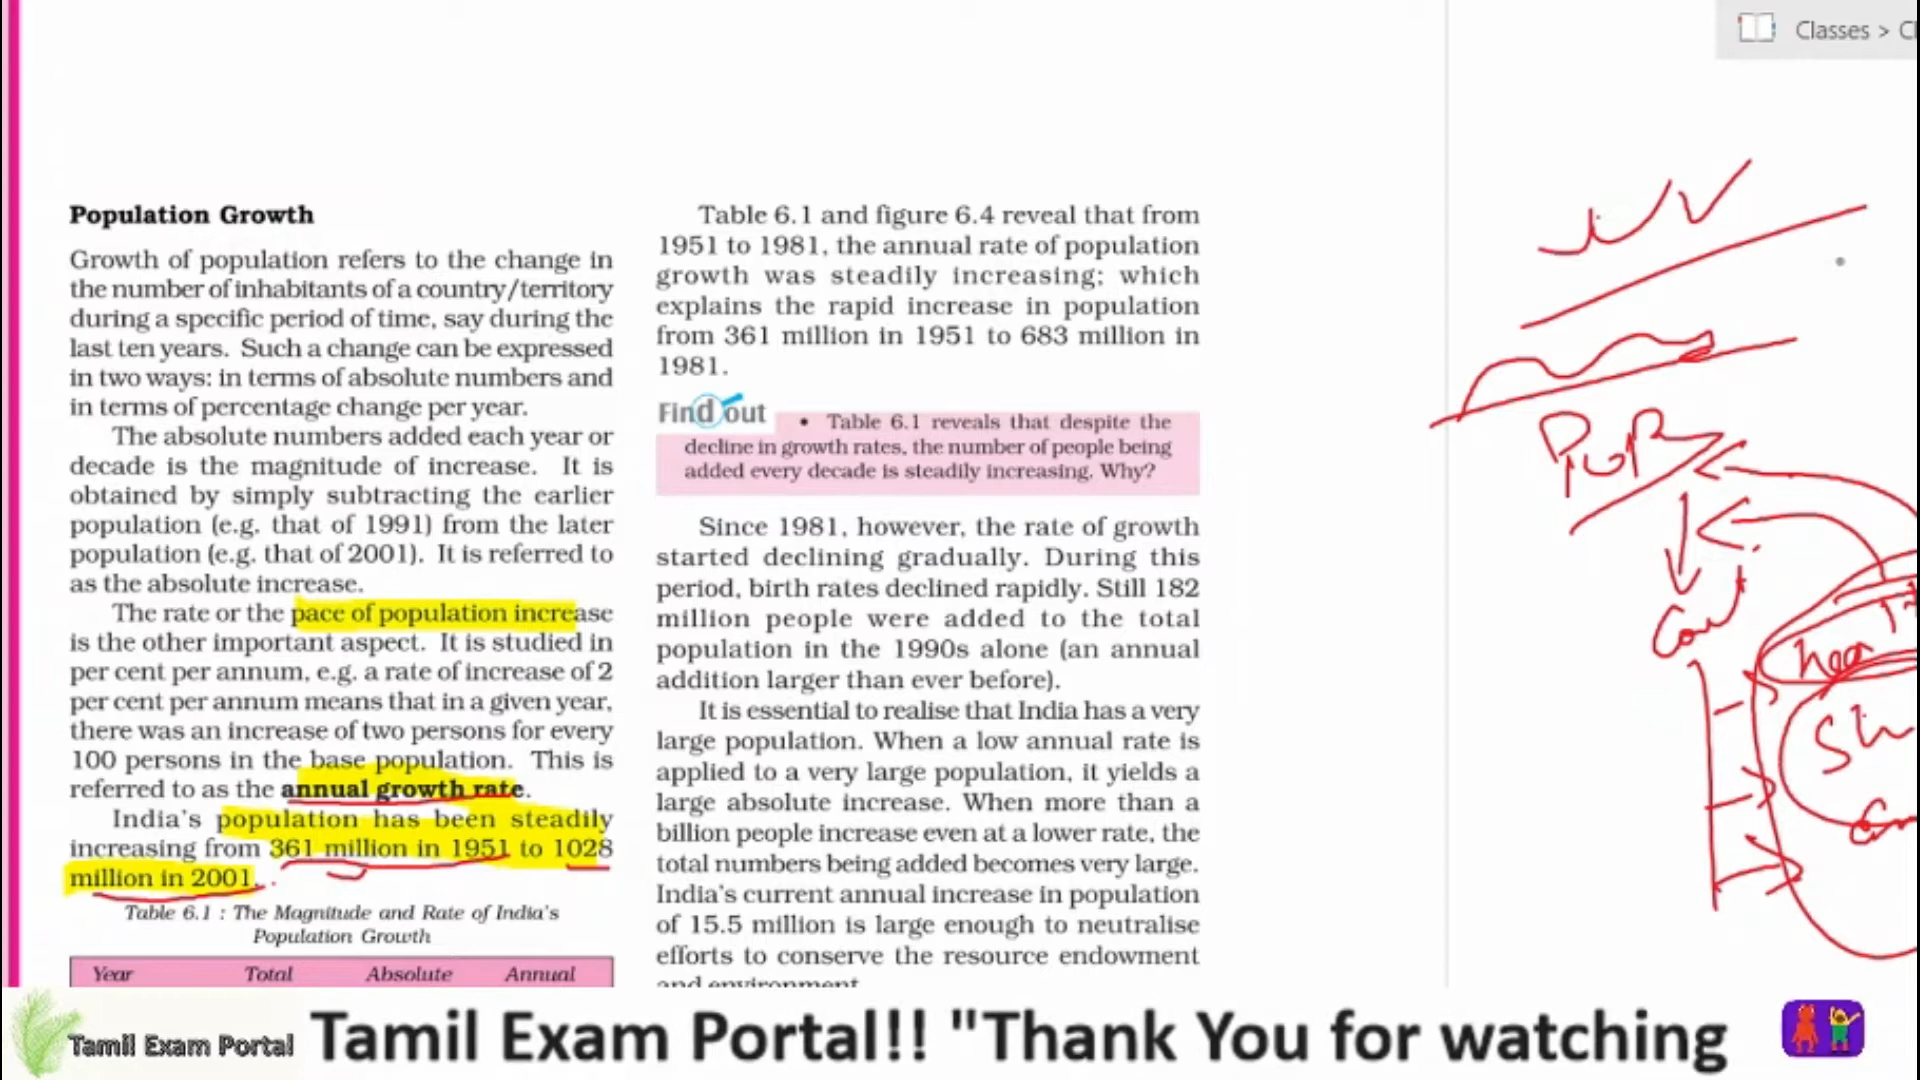 Classes >
Population Growth
Growth of population refers to the change in
the number of inhabitants of a country/territory
during a specific period of time, say during the
last ten years. Such a change can be expressed
in two ways: in terms of absolute numbers and
in terms of percentage change per year.
The absolute numbers added each year or
decade is the magnitude of increase. It is
obtained by simply subtracting the earlier
population (e.g. that of 1991) from the later
population (e.g. that of 2001). It is referred to
as the absolute increase.
The rate or the pace of population increase
is the other important aspect. It is studied in
per cent per annum, e.g. a rate of increase of 2
per cent per annum means that in a given year,
there was an increase of two persons for every
100 persons in the base population. This is
referred to as the annual growth rate.
India's population has been steadily
increasing from 361 million in 1951 to 1028
million in 2001.
Table 6.1 : The Magnitude and Rate of India's
Population Growth
Year Total Absolute Annual
Table 6.1 and figure 6.4 reveal that from
1951 to 1981, the annual rate of population
growth was steadily increasing; which
explains the rapid increase in population
from 361 million in 1951 to 683 million in
1981.
Find out
• Table 6.1 reveals that despite the
decline in growth rates, the number of people being
added every decade is steadily increasing. Why?
Since 1981, however, the rate of growth
started declining gradually. During this
period, birth rates declined rapidly. Still 182
million people were added to the total
population in the 1990s alone (an annual
addition larger than ever before).
It is essential to realise that India has a very
large population. When a low annual rate is
applied to a very large population, it yields a
large absolute increase. When more than a
billion people increase even at a lower rate, the
total numbers being added becomes very large.
India's current annual increase in population
of 15.5 million is large enough to neutralise
efforts to conserve the resource endowment
and environment.
Tamil Exam Portal
Tamil Exam Portal!! "Thank You for watching